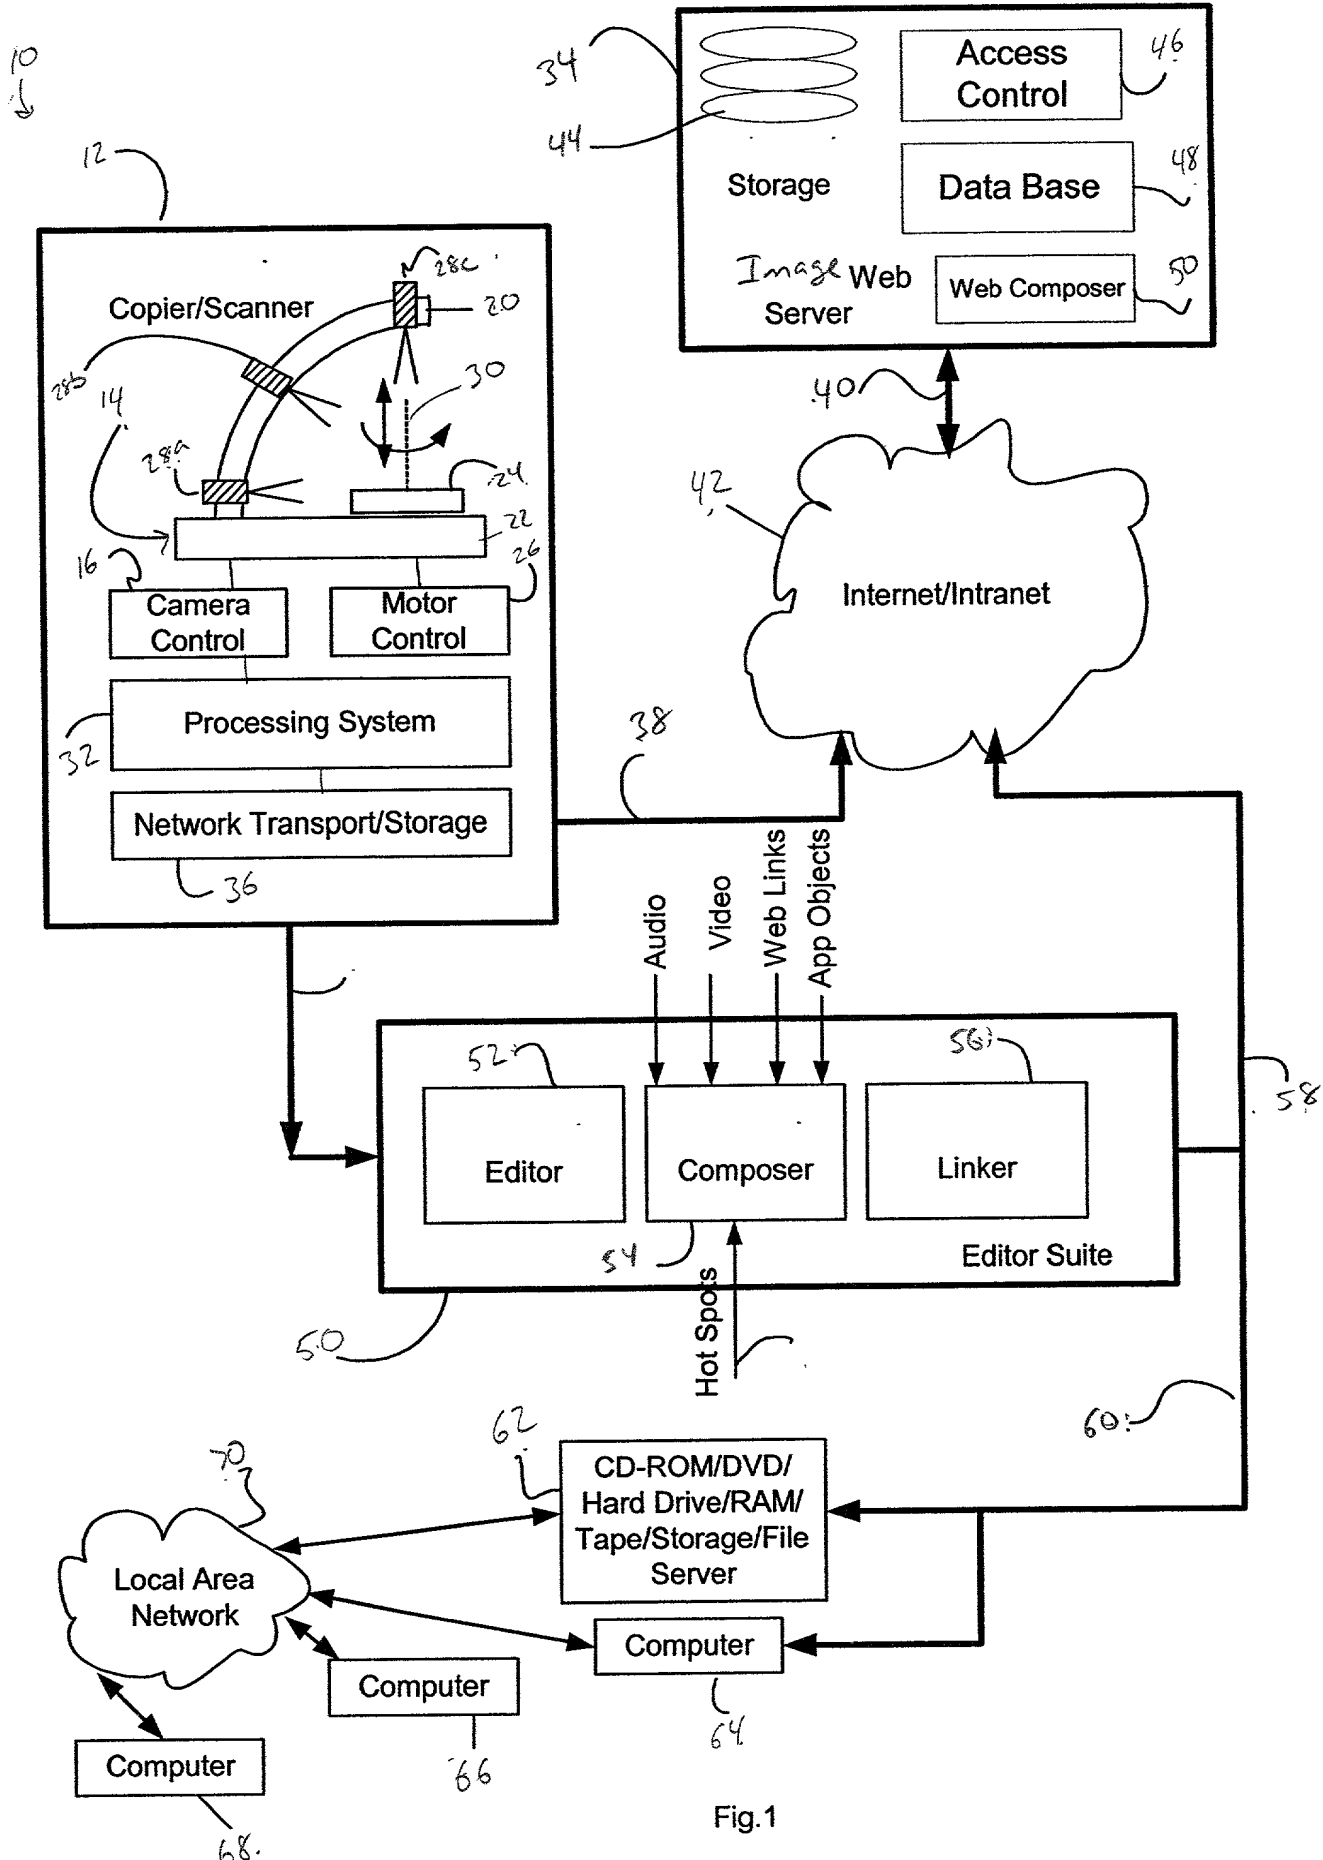 10
34
44
Storage
Access
Control
46
Data Base
48
Image Web
Server
Web Composer
50
12
Copier/Scanner
28c
20
28b
14
30
28a
24
22
16
Camera
Control
26
Motor
Control
Processing System
32
Network Transport/Storage
36
38
40
42
Internet/Intranet
Audio
Video
Web Links
App Objects
52
56
58
Editor
Composer
Linker
54
Editor Suite
50
Hot Spots
60
62
CD-ROM/DVD/
Hard Drive/RAM/
Tape/Storage/File
Server
70
Local Area
Network
Computer
64
Computer
66
Computer
68
Fig.1